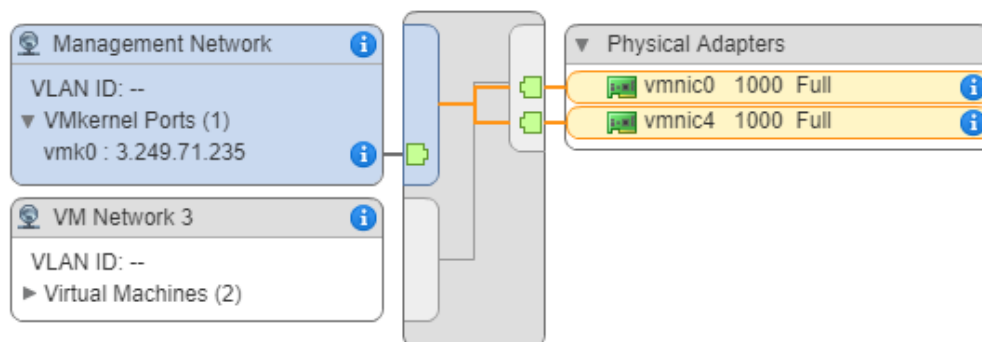 Management Network
VLAN ID: --
VMkernel Ports (1)
vmk0 : 3.249.71.235
VM Network 3
VLAN ID: --
Virtual Machines (2)
Physical Adapters
vmnic0 1000 Full
vmnic4 1000 Full